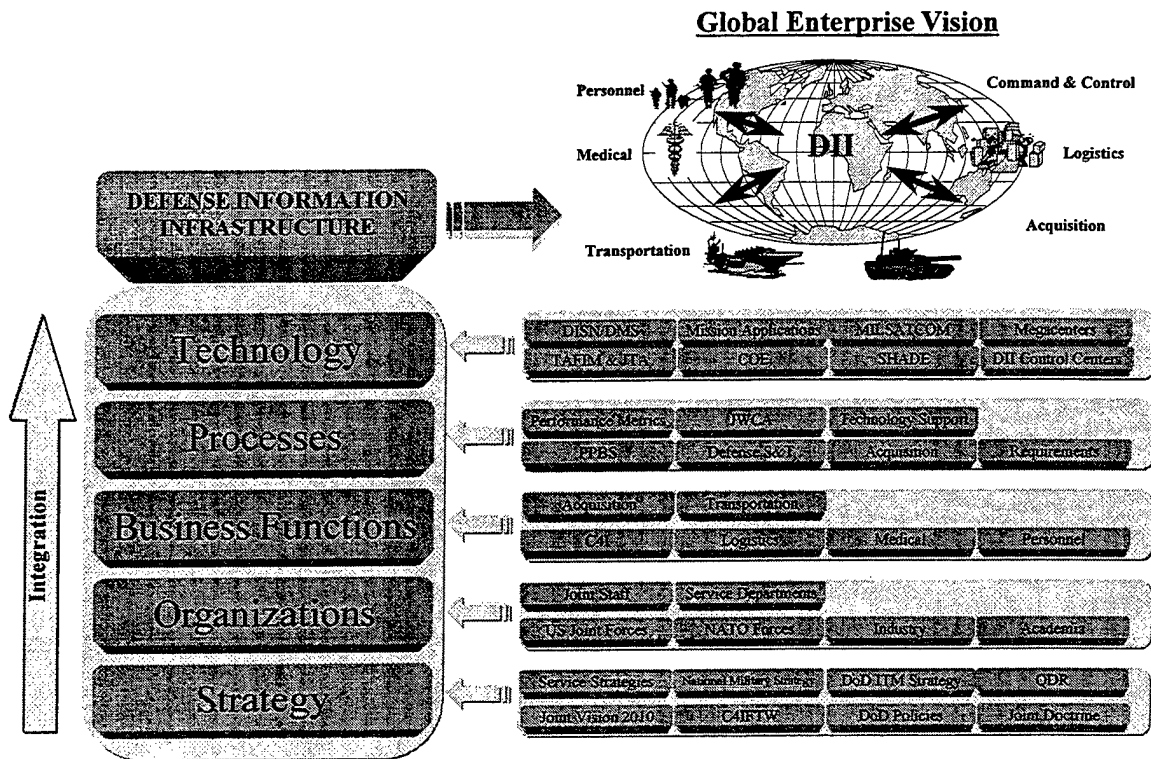 Global Enterprise Vision
Personnel
Command & Control
Medical
DII
Logistics
Transportation
Acquisition
DEFENSE INFORMATION
INFRASTRUCTURE
Integration
Technology
DISN/DMS
Mission Applications
MILSATCOM
Megacenters
TAFIM & JTA
COE
SHADE
DII Control Centers
Processes
Performance Metrics
JWCA
Technology Support
PPBS
Defense S&T
Acquisition
Requirements
Business Functions
Acquisition
Transportation
C4I
Logistics
Medical
Personnel
Organizations
Joint Staff
Service Departments
US Joint Forces
NATO Forces
Industry
Academia
Strategy
Service Strategies
National Military Strategy
DoD ITM Strategy
QDR
Joint Vision 2010
C4IFTW
DoD Policies
Joint Doctrine